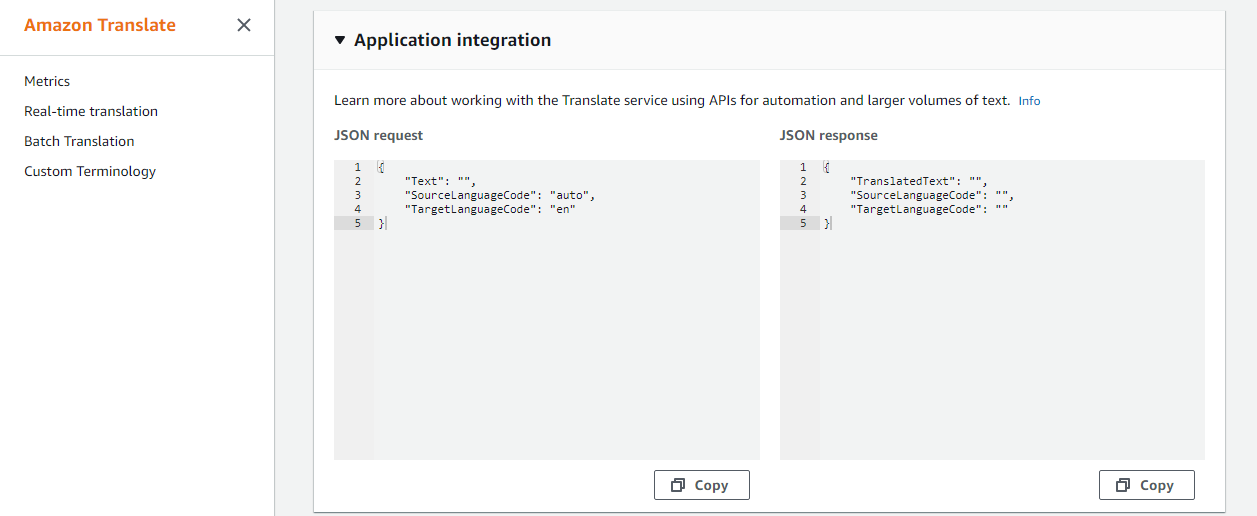 Amazon Translate
Metrics
Real-time translation
Batch Translation
Custom Terminology
Application integration
Learn more about working with the Translate service using APIs for automation and larger volumes of text. Info
JSON request
1 {
2 "Text": "",
3 "SourceLanguageCode": "auto",
4 "TargetLanguageCode": "en"
5 }
Copy
JSON response
1 {
2 "TranslatedText": "",
3 "SourceLanguageCode": "",
4 "TargetLanguageCode": ""
5 }
Copy